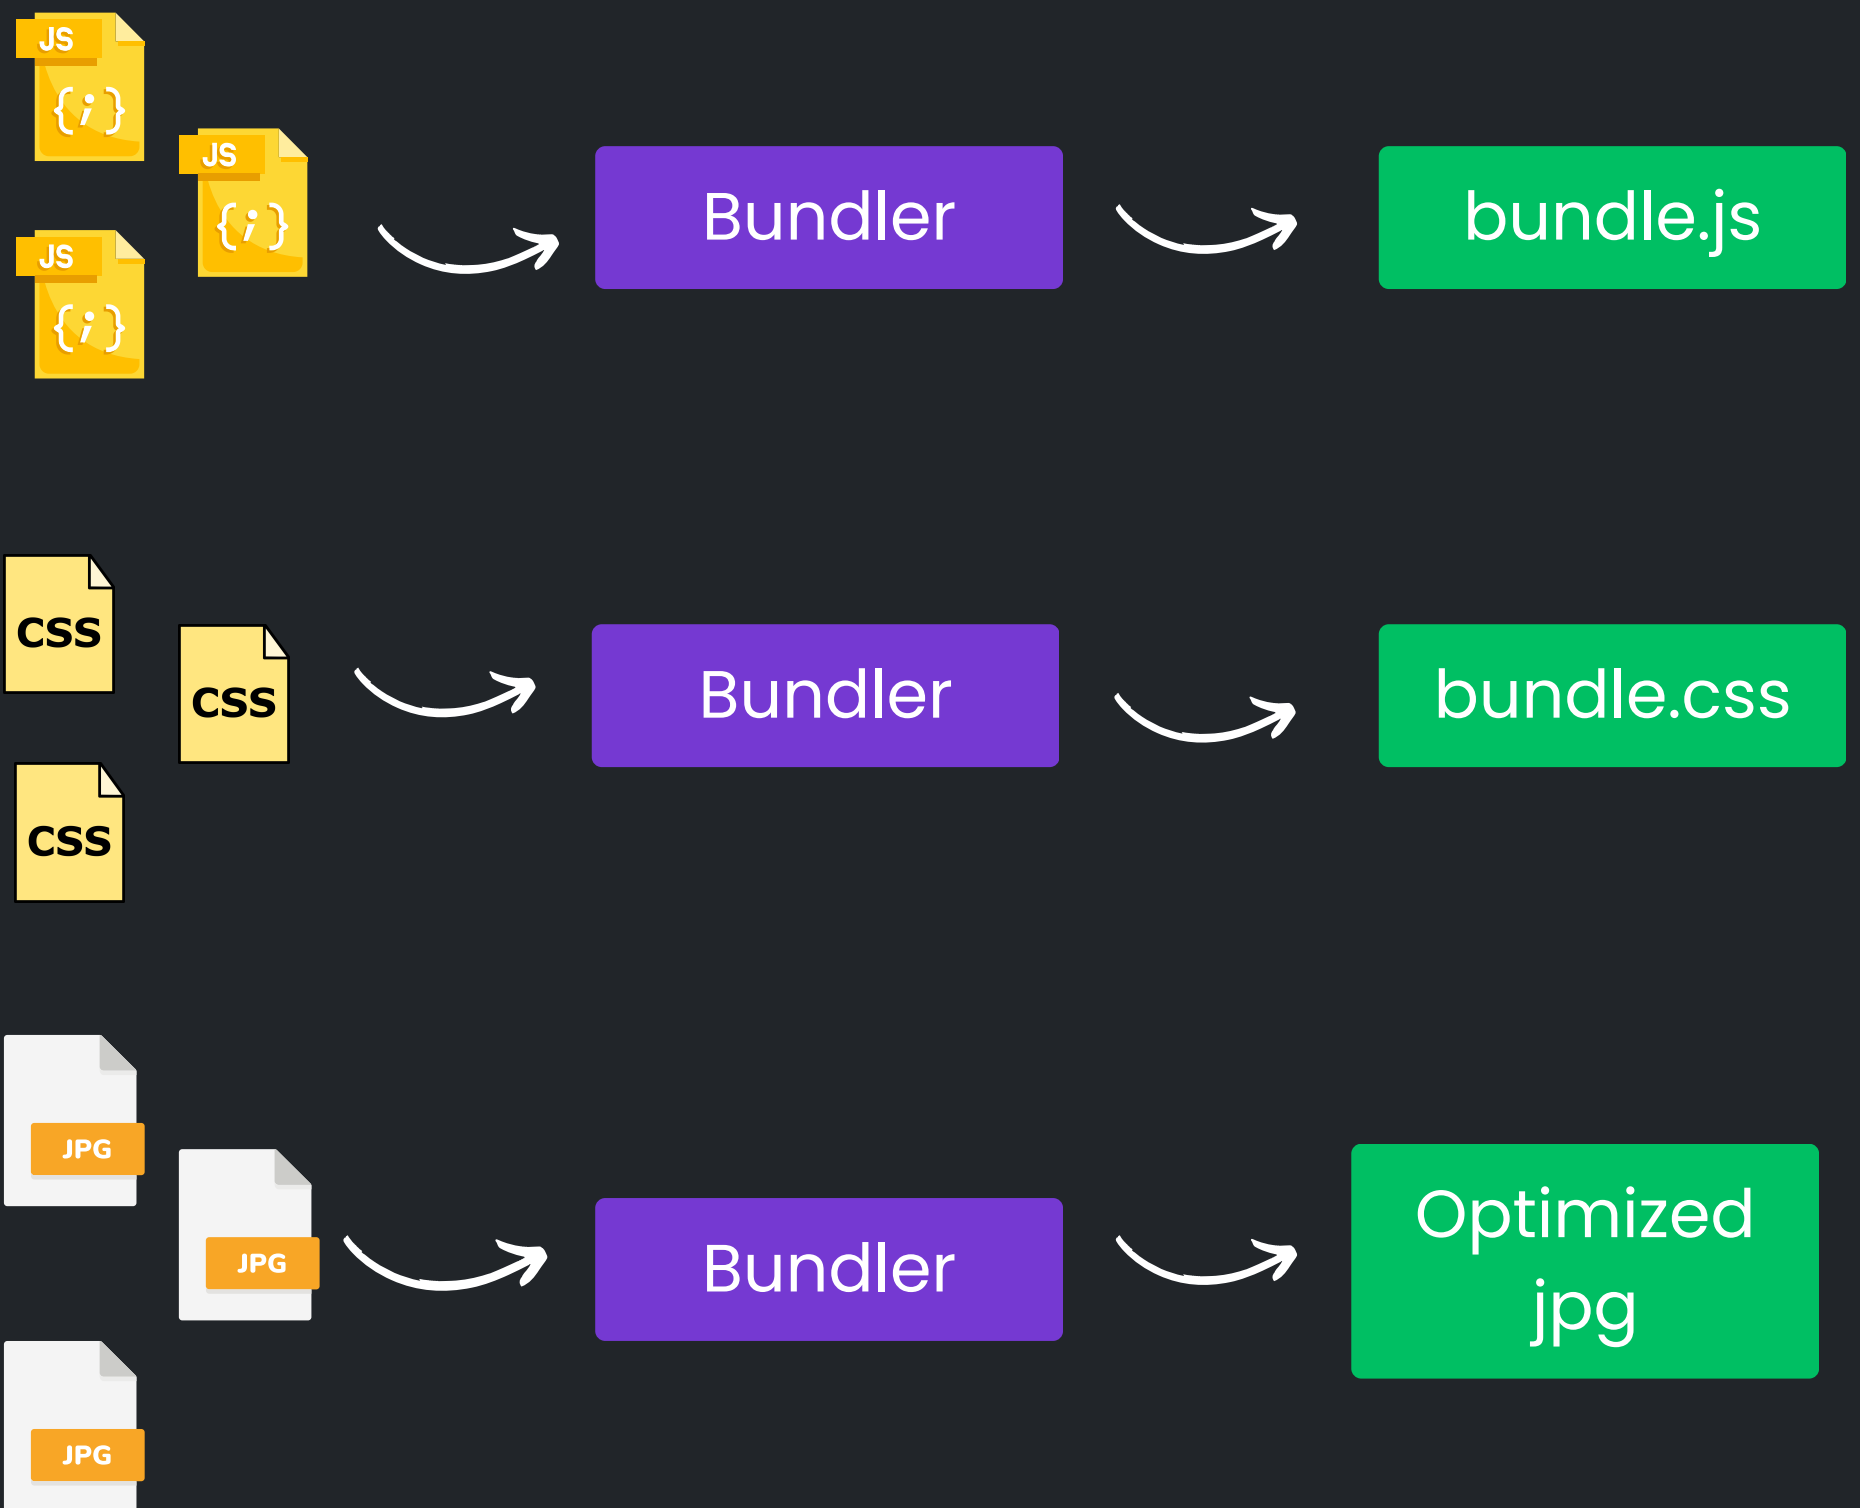 JS
{;}
JS
{;}
JS
{;}
Bundler
bundle.js
CSS
CSS
CSS
Bundler
bundle.css
JPG
JPG
JPG
Bundler
Optimized
jpg